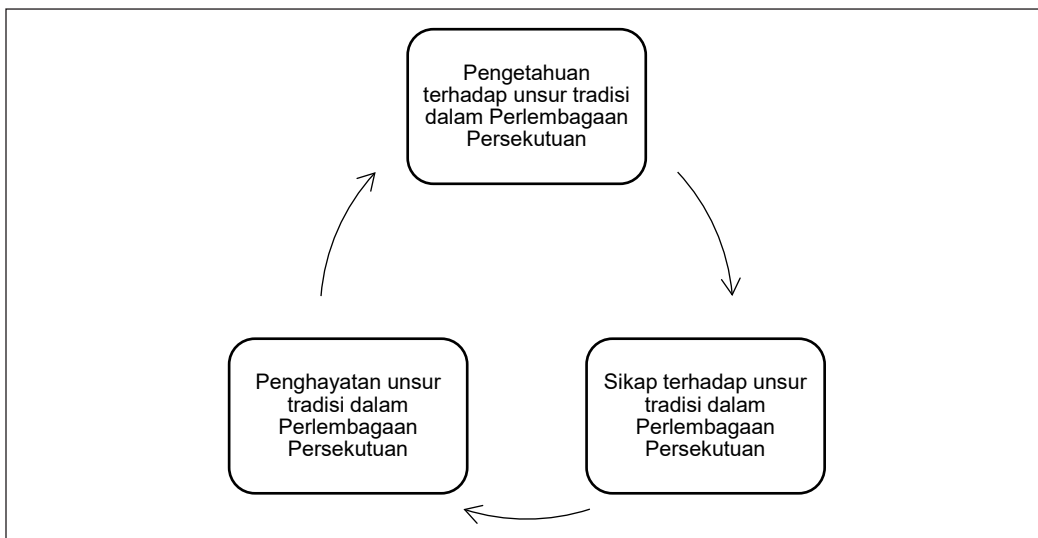 Pengetahuan
terhadap unsur tradisi
dalam Perlembagaan
Persekutuan
Penghayatan unsur
tradisi dalam
Perlembagaan
Persekutuan
Sikap terhadap unsur
tradisi dalam
Perlembagaan
Persekutuan